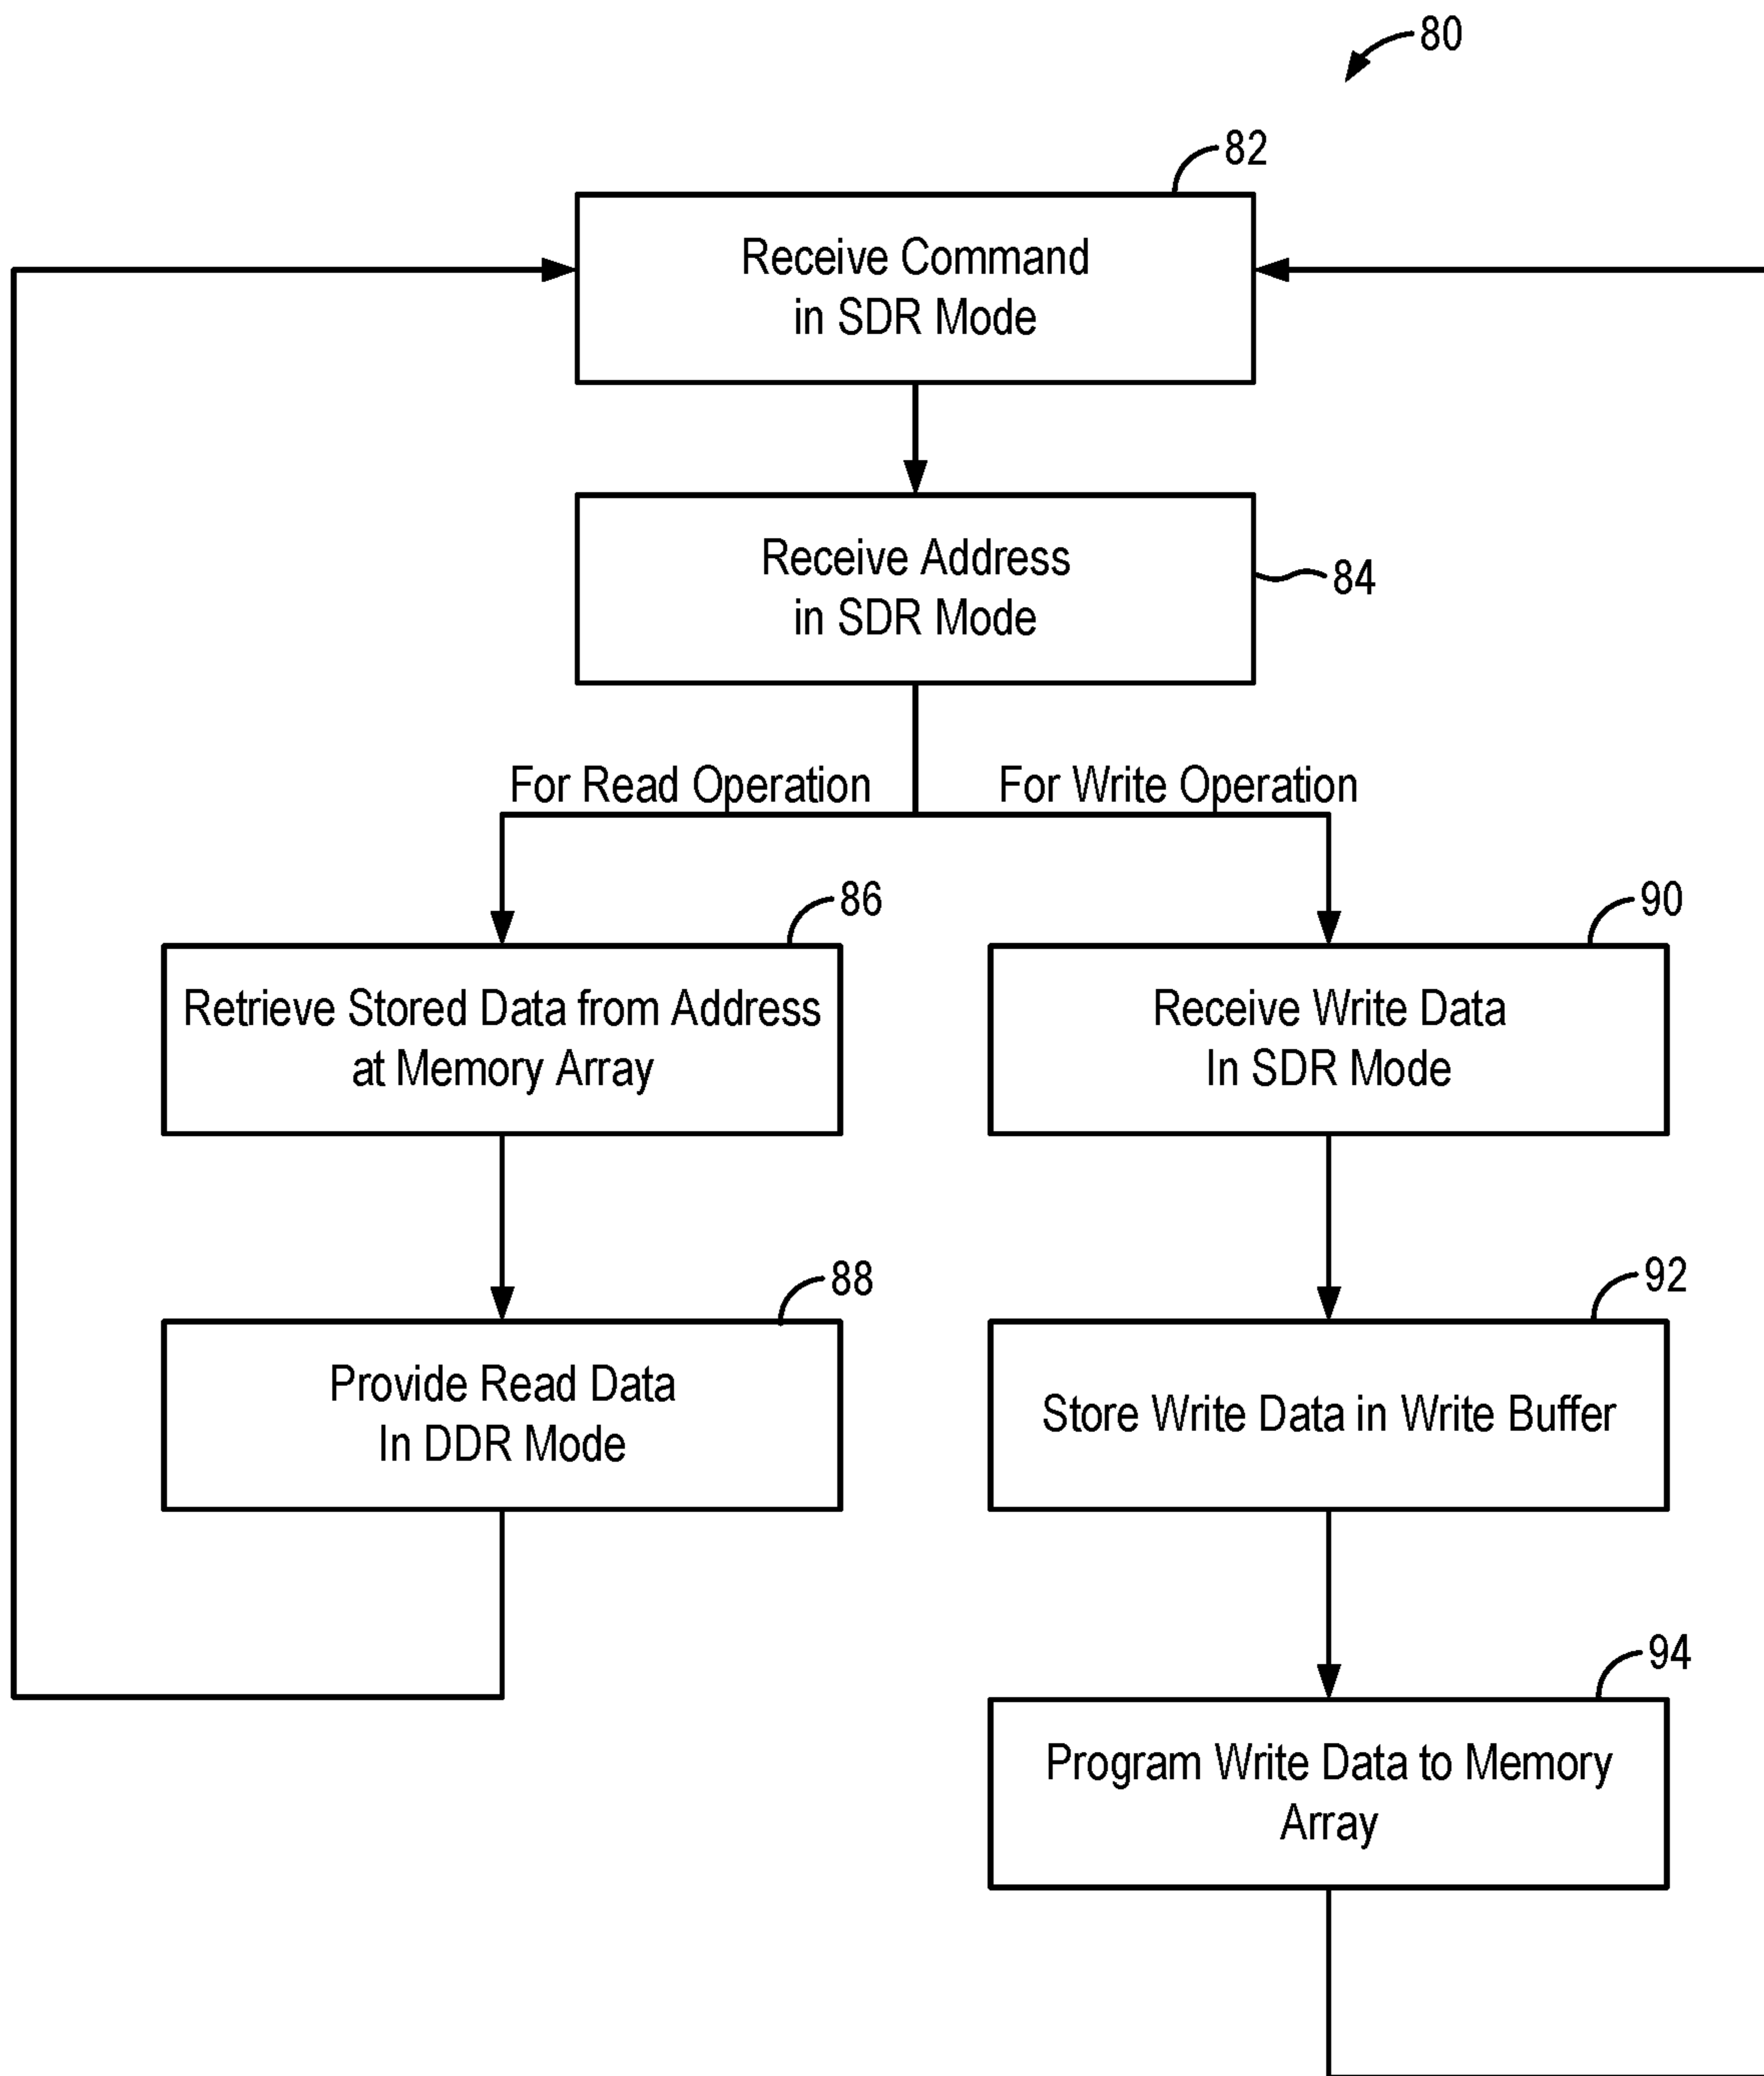 80
82
Receive Command
in SDR Mode
Receive Address
in SDR Mode
84
For Read Operation
For Write Operation
86
90
Retrieve Stored Data from Address
at Memory Array
Receive Write Data
In SDR Mode
88
92
Provide Read Data
In DDR Mode
Store Write Data in Write Buffer
94
Program Write Data to Memory
Array